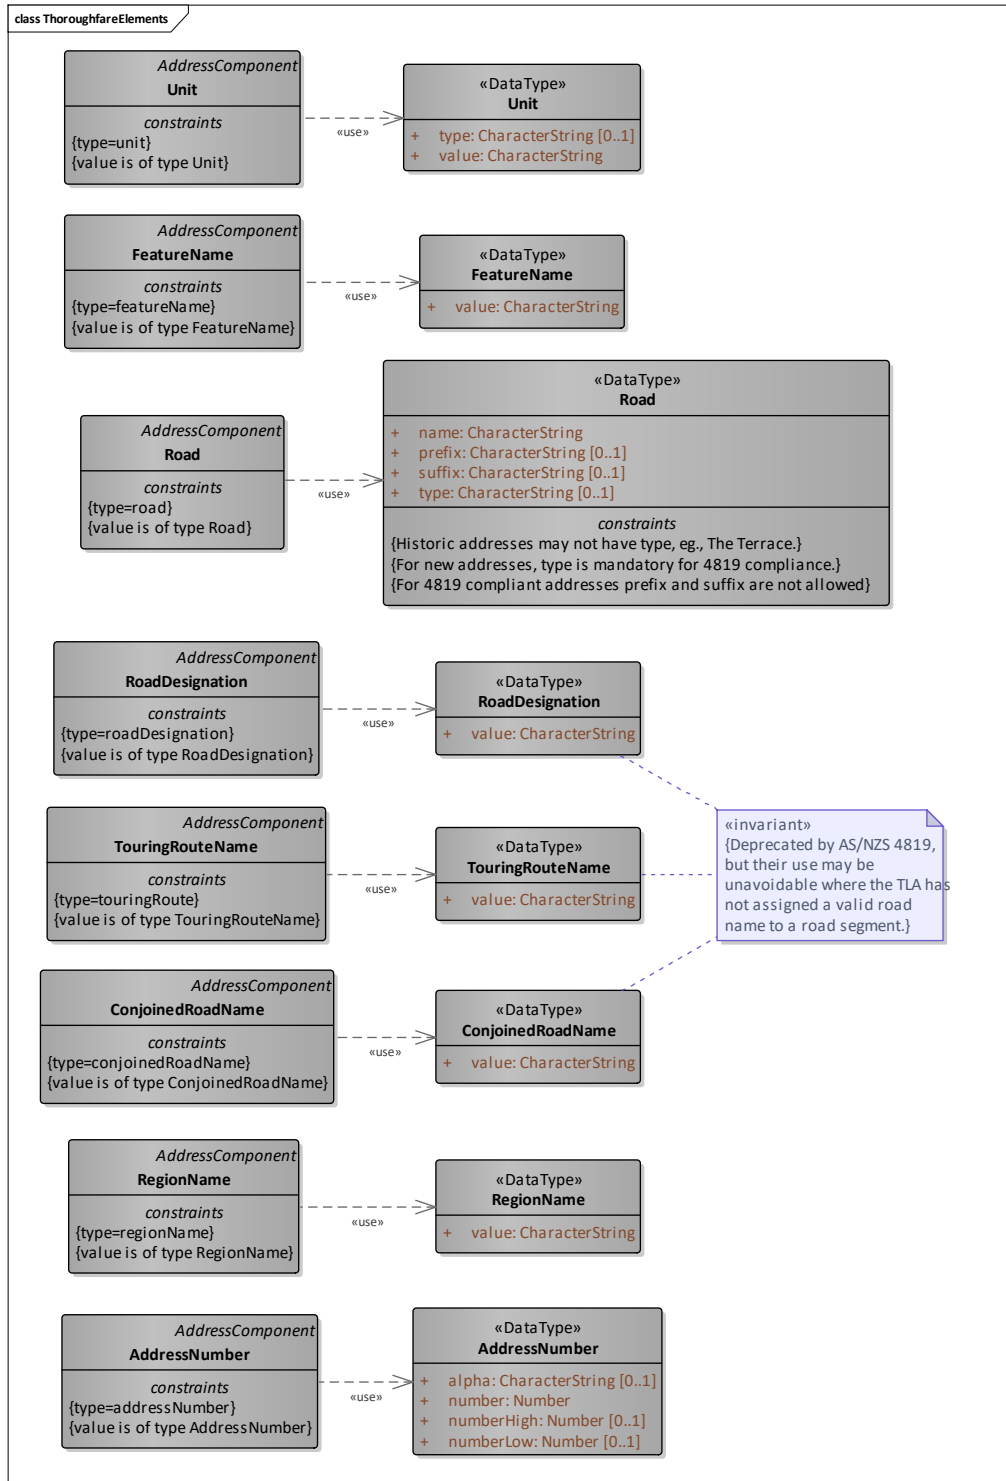 class ThoroughfareElements
AddressComponent
Unit
constraints
{type=unit}
{value is of type Unit}
«use»
«DataType»
Unit
+ type: CharacterString [0..1]
+ value: CharacterString
AddressComponent
FeatureName
constraints
{type=featureName}
{value is of type FeatureName}
«use»
«DataType»
FeatureName
+ value: CharacterString
AddressComponent
Road
constraints
{type=road}
{value is of type Road}
«use»
«DataType»
Road
+ name: CharacterString
+ prefix: CharacterString [0..1]
+ suffix: CharacterString [0..1]
+ type: CharacterString [0..1]
constraints
{Historic addresses may not have type, eg., The Terrace.}
{For new addresses, type is mandatory for 4819 compliance.}
{For 4819 compliant addresses prefix and suffix are not allowed}
AddressComponent
RoadDesignation
constraints
{type=roadDesignation}
{value is of type RoadDesignation}
«use»
«DataType»
RoadDesignation
+ value: CharacterString
AddressComponent
TouringRouteName
constraints
{type=touringRoute}
{value is of type TouringRouteName}
«use»
«DataType»
TouringRouteName
+ value: CharacterString
«invariant»
{Deprecated by AS/NZS 4819,
but their use may be
unavoidable where the TLA has
not assigned a valid road
name to a road segment.}
AddressComponent
ConjoinedRoadName
constraints
{type=conjoinedRoadName}
{value is of type ConjoinedRoadName}
«use»
«DataType»
ConjoinedRoadName
+ value: CharacterString
AddressComponent
RegionName
constraints
{type=regionName}
{value is of type RegionName}
«use»
«DataType»
RegionName
+ value: CharacterString
AddressComponent
AddressNumber
constraints
{type=addressNumber}
{value is of type AddressNumber}
«use»
«DataType»
AddressNumber
+ alpha: CharacterString [0..1]
+ number: Number
+ numberHigh: Number [0..1]
+ numberLow: Number [0..1]